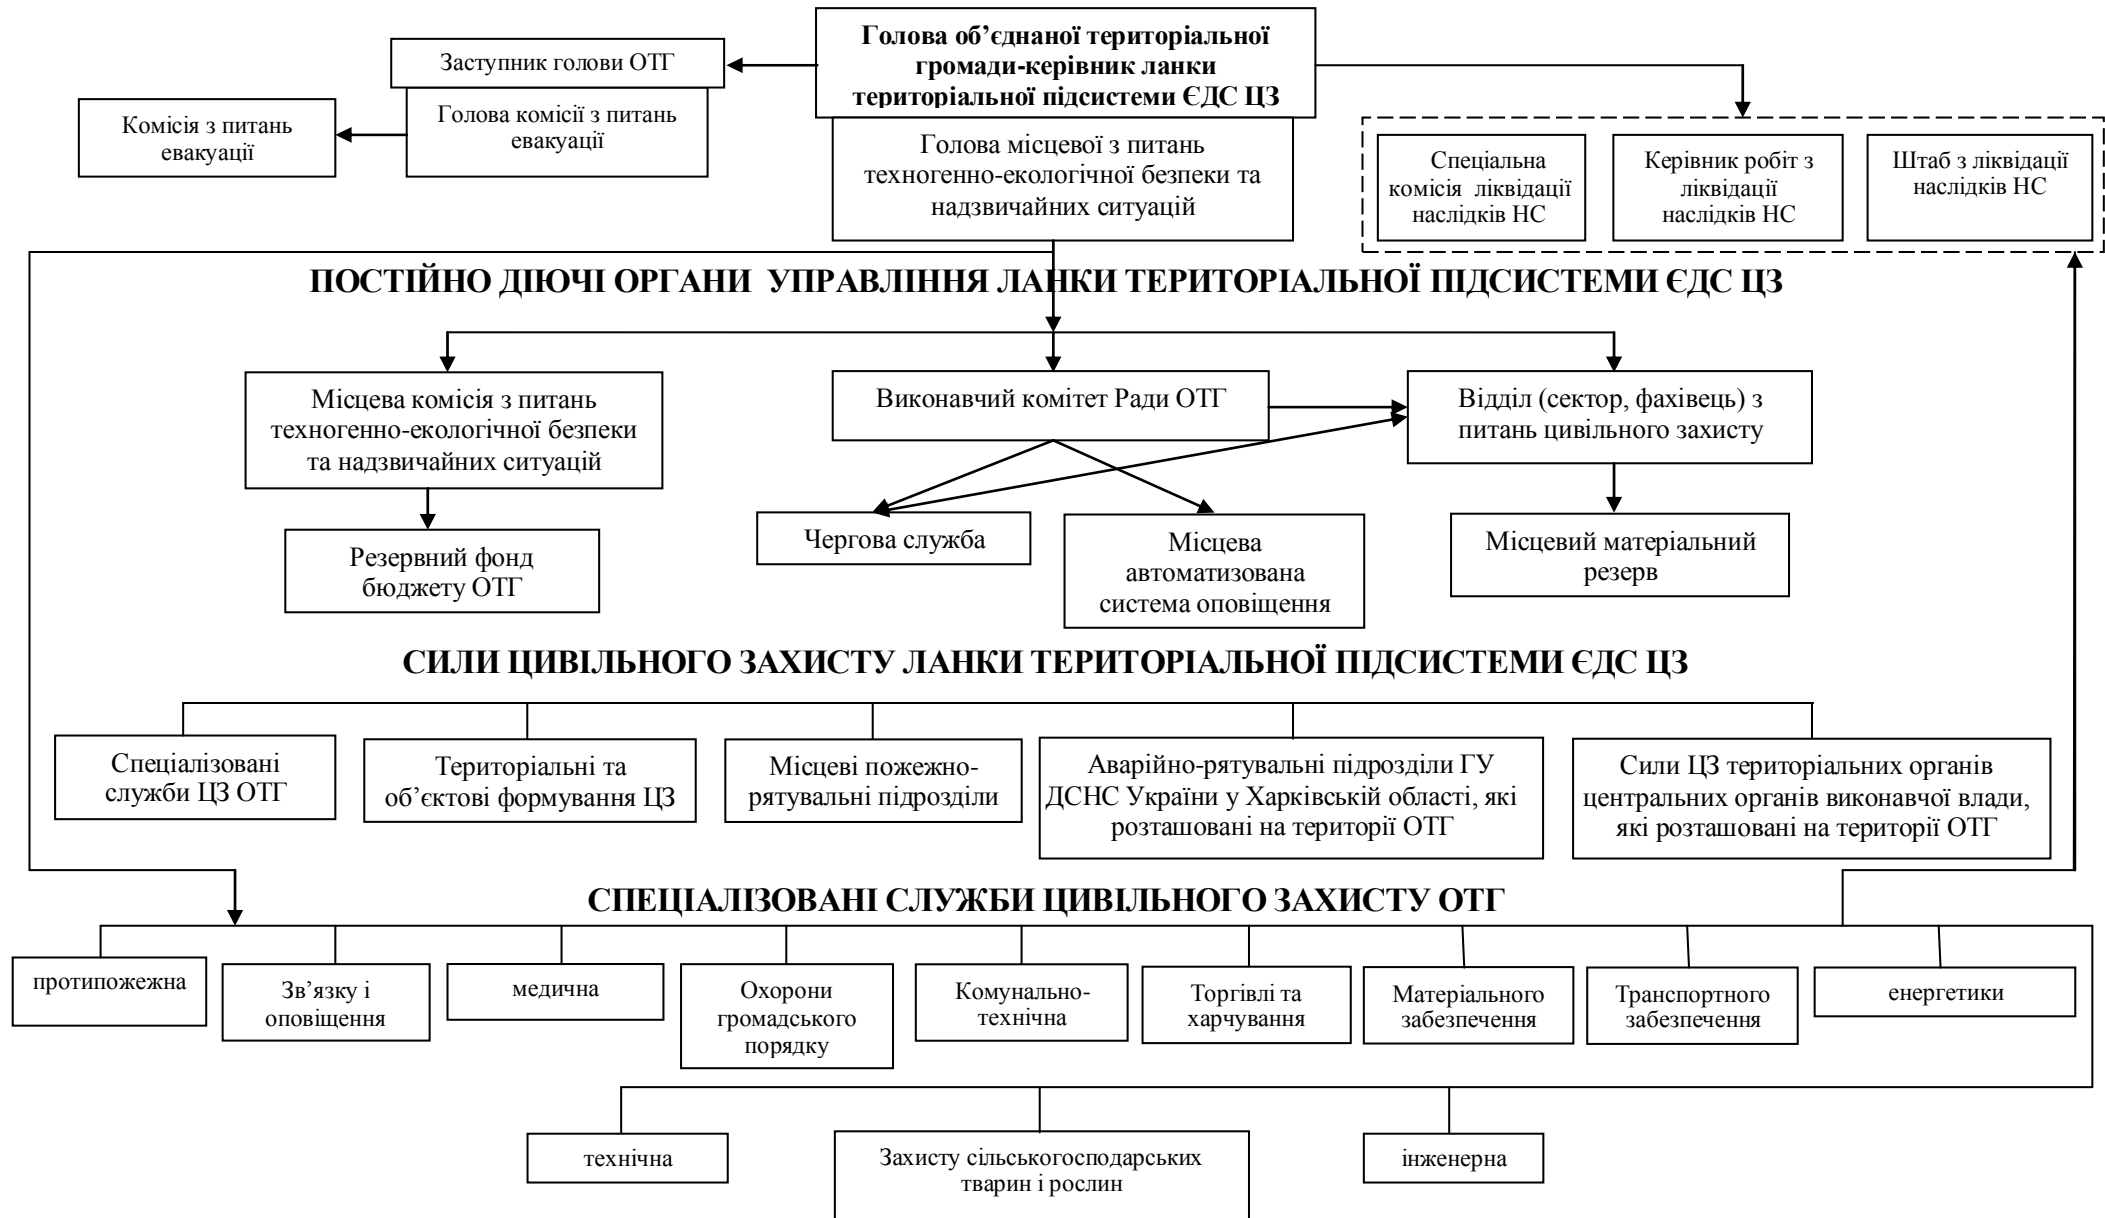 Голова об’єднаної територіальної
громади-керівник ланки
територіальної підсистеми ЄДС ЦЗ
Заступник голови ОТГ
Голова комісії з питань
евакуації
Комісія з питань
евакуації
Голова місцевої з питань
техногенно-екологічної безпеки та
надзвичайних ситуацій
Спеціальна
комісія ліквідації
наслідків НС
Керівник робіт з
ліквідації
наслідків НС
Штаб з ліквідації
наслідків НС
ПОСТІЙНО ДІЮЧІ ОРГАНИ УПРАВЛІННЯ ЛАНКИ ТЕРИТОРІАЛЬНОЇ ПІДСИСТЕМИ ЄДС ЦЗ
Місцева комісія з питань
техногенно-екологічної безпеки
та надзвичайних ситуацій
Виконавчий комітет Ради ОТГ
Відділ (сектор, фахівець) з
питань цивільного захисту
Резервний фонд
бюджету ОТГ
Чергова служба
Місцева
автоматизована
система оповіщення
Місцевий матеріальний
резерв
СИЛИ ЦИВІЛЬНОГО ЗАХИСТУ ЛАНКИ ТЕРИТОРІАЛЬНОЇ ПІДСИСТЕМИ ЄДС ЦЗ
Спеціалізовані
служби ЦЗ ОТГ
Територіальні та
об’єктові формування ЦЗ
Місцеві пожежно-
рятувальні підрозділи
Аварійно-рятувальні підрозділи ГУ
ДСНС України у Харківській області, які
розташовані на території ОТГ
Сили ЦЗ територіальних органів
центральних органів виконавчої влади,
які розташовані на території ОТГ
СПЕЦІАЛІЗОВАНІ СЛУЖБИ ЦИВІЛЬНОГО ЗАХИСТУ ОТГ
протипожежна
Зв’язку і
оповіщення
медична
Охорони
громадського
порядку
Комунально-
технічна
Торгівлі та
харчування
Матеріального
забезпечення
Транспортного
забезпечення
енергетики
технічна
Захисту сільськогосподарських
тварин і рослин
інженерна